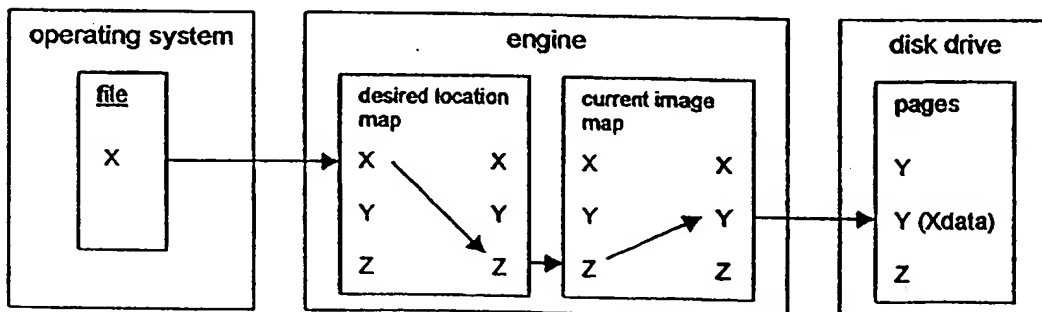 operating system
file
X
engine
desired location
map
X X
Y Y
Z Z
current image
map
X X
Y Y
Z Z
disk drive
pages
Y
Y (Xdata)
Z